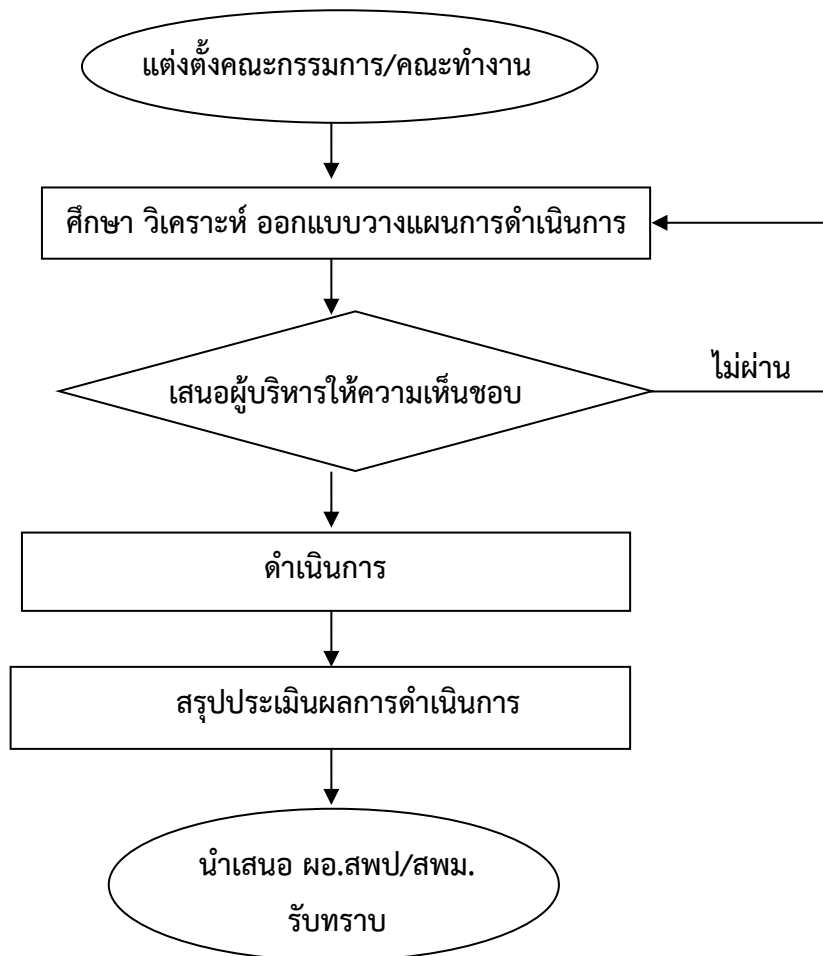 แต่งตั้งคณะกรรมการ/คณะทำงาน
ศึกษา วิเคราะห์ ออกแบบวางแผนการดำเนินการ
ไม่ผ่าน
เสนอผู้บริหารให้ความเห็นชอบ
ดำเนินการ
สรุปประเมินผลการดำเนินการ
นำเสนอ ผอ.สพป/สพม.
รับทราบ